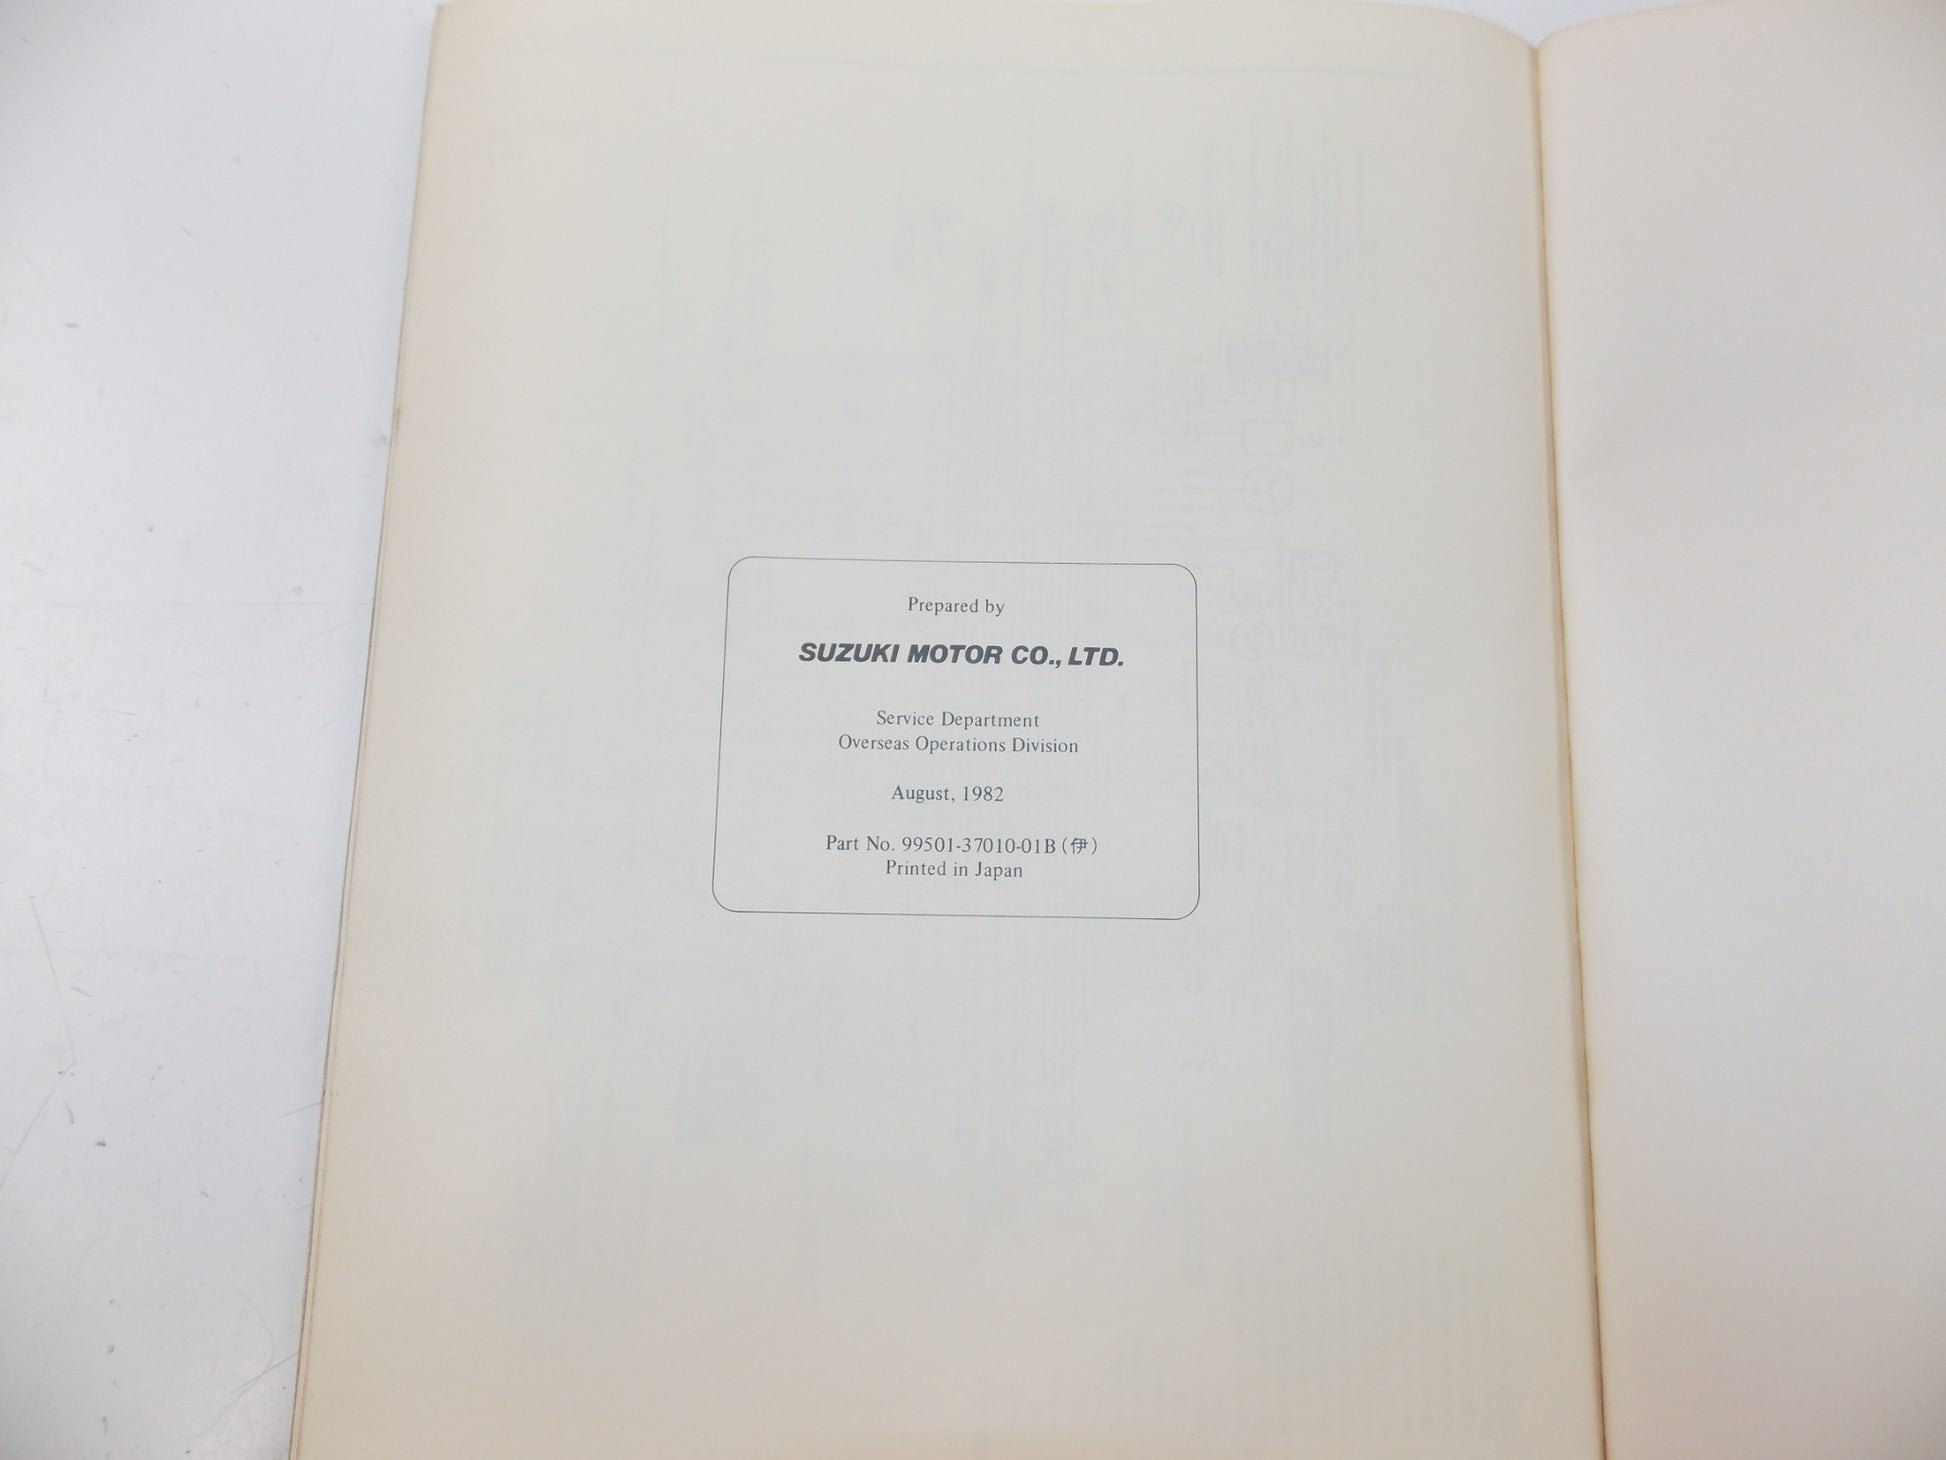 Prepared by
SUZUKI MOTOR CO., LTD.
Service Department
Overseas Operations Division
August, 1982
Part No. 99501-37010-01B (伊)
Printed in Japan